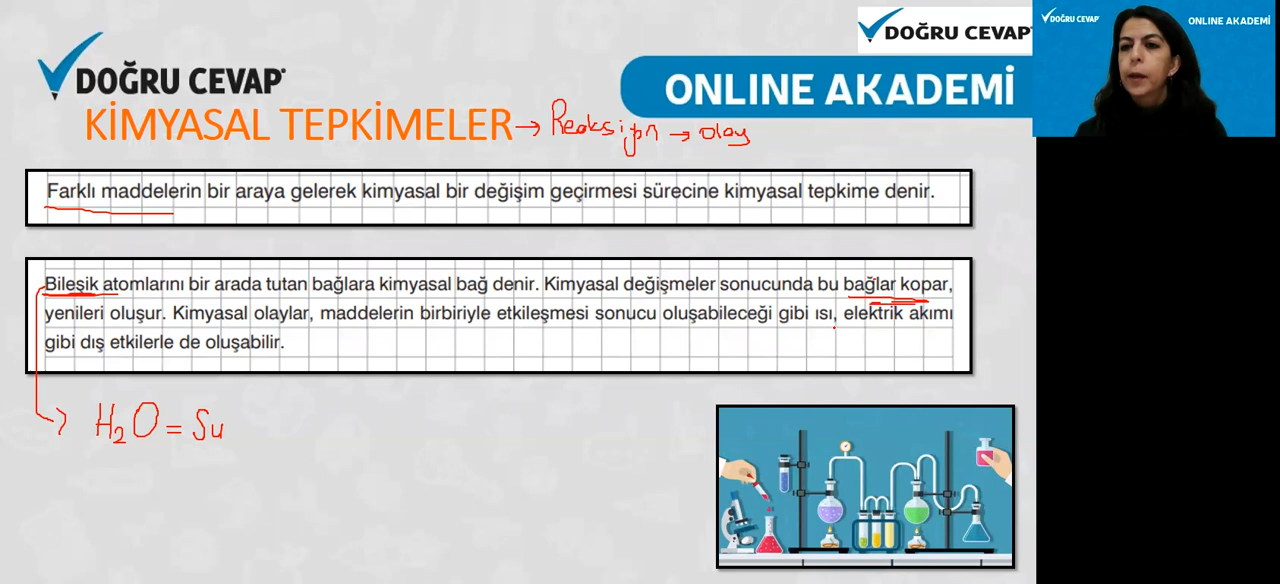 DOĞRU CEVAP
DOĞRU CEVAP
ONLINE AKADEMİ
DOĞRU CEVAP
ONLINE AKADEMİ
KİMYASAL TEPKİMELER → Reaksiyon → olay
Farklı maddelerin bir araya gelerek kimyasal bir değişim geçirmesi sürecine kimyasal tepkime denir.
Bileşik atomlarını bir arada tutan bağlara kimyasal bağ denir. Kimyasal değişmeler sonucunda bu bağlar kopar,
yenileri oluşur. Kimyasal olaylar, maddelerin birbiriyle etkileşmesi sonucu oluşabileceği gibi ısı, elektrik akımı
gibi dış etkilerle de oluşabilir.
H₂O = Su